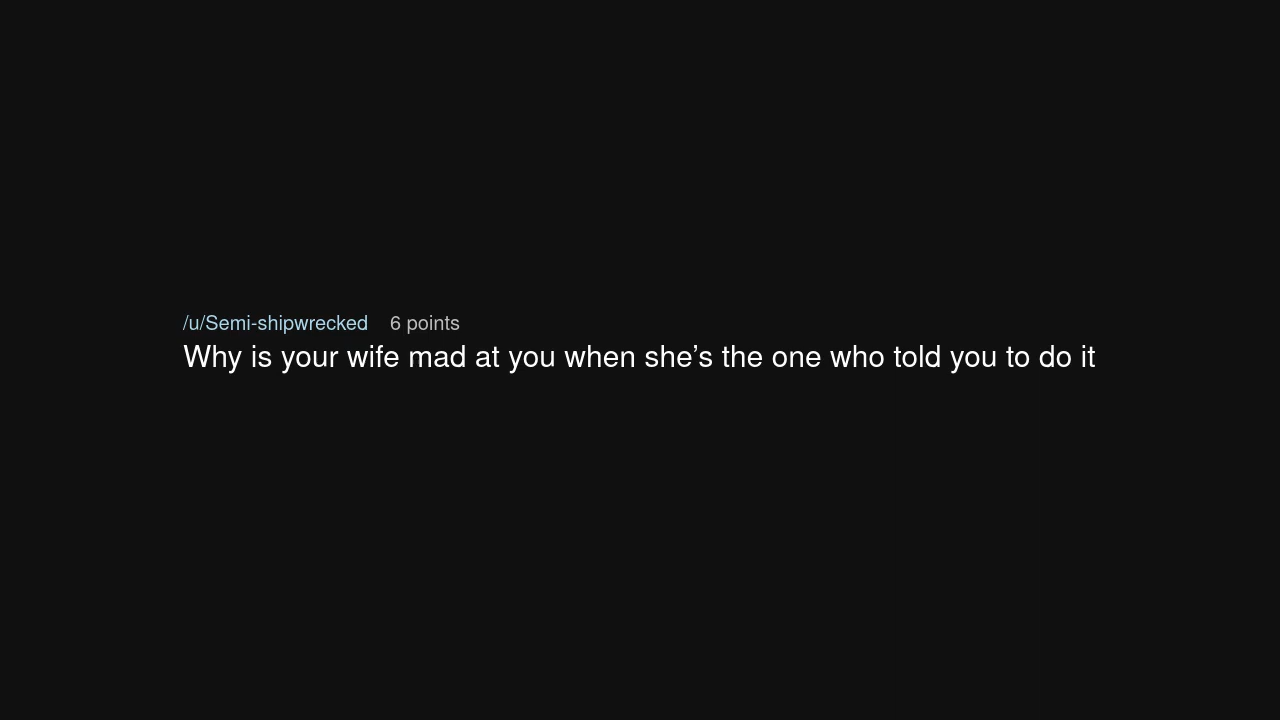 /u/Semi-shipwrecked 6 points
Why is your wife mad at you when she’s the one who told you to do it